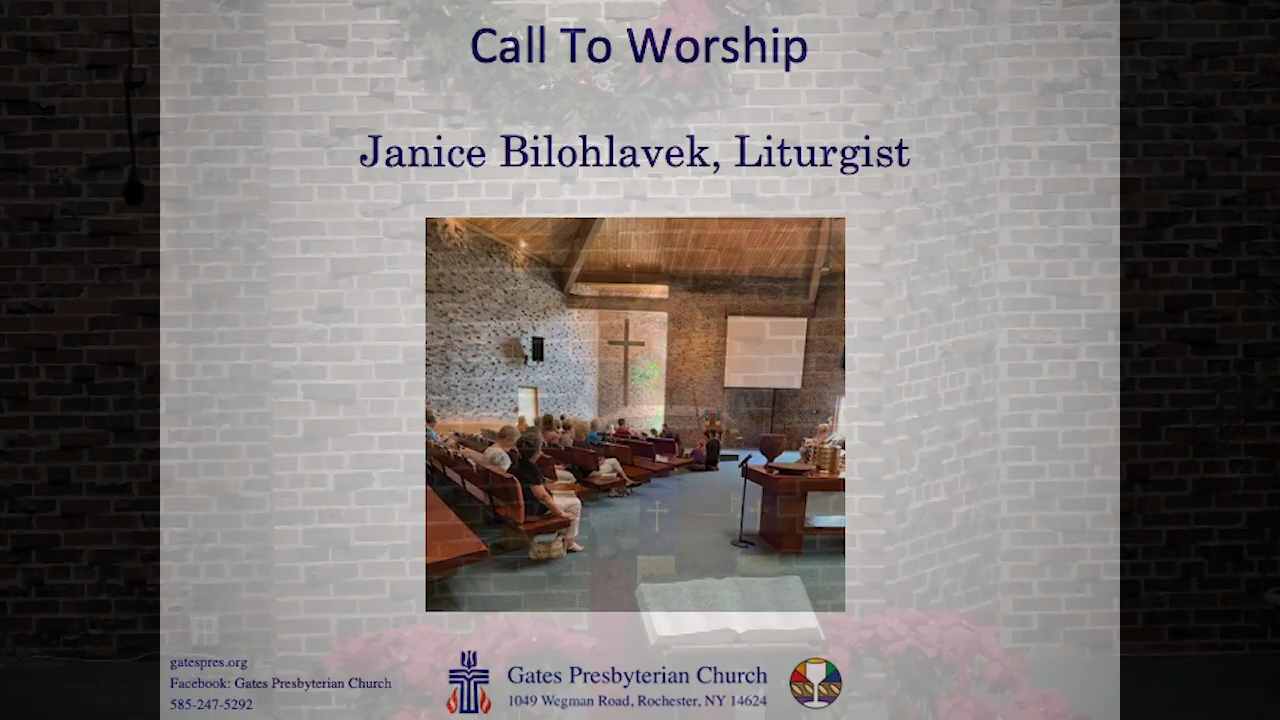 Call To Worship
Janice Bilohlavek, Liturgist
gatespres.org
Facebook: Gates Presbyterian Church
585-247-5292
Gates Presbyterian Church
1049 Wegman Road, Rochester, NY 14624